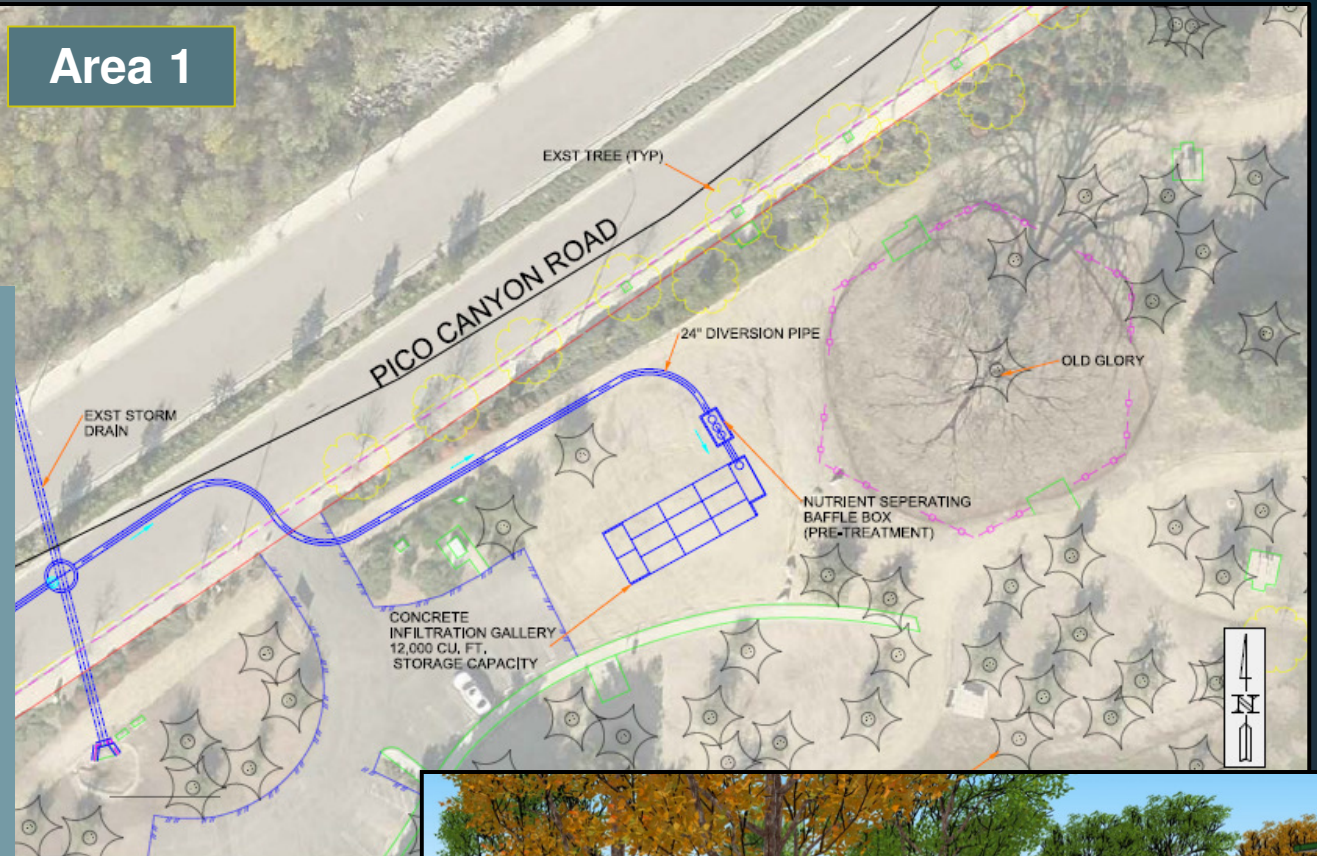 Area 1
EXST TREE (TYP)
PICO CANYON ROAD
24" DIVERSION PIPE
OLD GLORY
EXST STORM
DRAIN
NUTRIENT SEPERATING
BAFFLE BOX
(PRE-TREATMENT)
CONCRETE
INFILTRATION GALLERY
12,000 CU. FT.
STORAGE CAPACITY
N